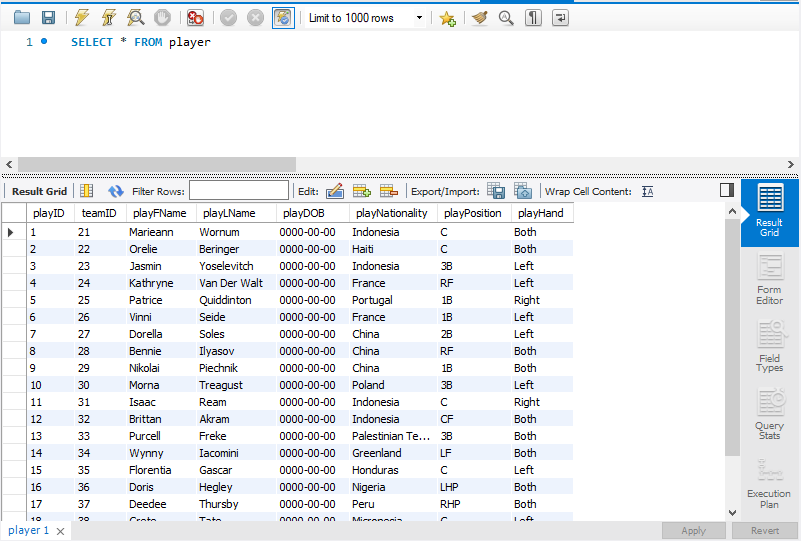 Limit to 1000 rows
1 SELECT * FROM player
Result Grid Filter Rows: Edit: Export/Import: Wrap Cell Content:
playID teamID playFName playLName playDOB playNationality playPosition playHand
1 21 Marieann Wornum 0000-00-00 Indonesia C Both
2 22 Orelie Beringer 0000-00-00 Haiti C Both
3 23 Jasmin Yoselevitch 0000-00-00 Indonesia 3B Left
4 24 Kathryne Van Der Walt 0000-00-00 France RF Left
5 25 Patrice Quiddinton 0000-00-00 Portugal 1B Right
6 26 Vinni Seide 0000-00-00 France 1B Left
7 27 Dorella Soles 0000-00-00 China 2B Left
8 28 Bennie Ilyasov 0000-00-00 China RF Both
9 29 Nikolai Piechnik 0000-00-00 China 1B Both
10 30 Morna Treagust 0000-00-00 Poland 3B Left
11 31 Isaac Ream 0000-00-00 Indonesia C Right
12 32 Brittan Akram 0000-00-00 Indonesia CF Both
13 33 Purcell Freke 0000-00-00 Palestinian Te... 3B Both
14 34 Wynny Iacomini 0000-00-00 Greenland LF Both
15 35 Florentia Gascar 0000-00-00 Honduras C Left
16 36 Doris Hegley 0000-00-00 Nigeria LHP Both
17 37 Deedee Thursby 0000-00-00 Peru RHP Both
18 38 0000-00-00 Micronesia C Left
Result
Grid
Form
Editor
Field
Types
Query
Stats
Execution
Plan
player 1 Apply Revert